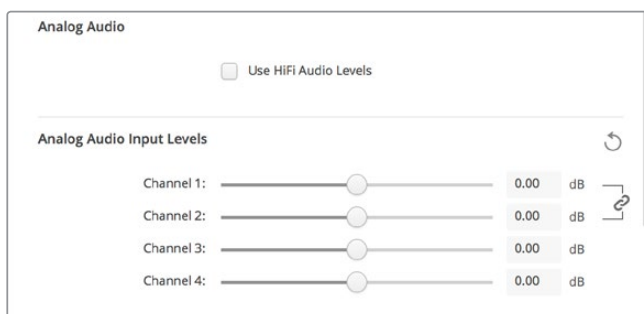 Analog Audio
Use HiFi Audio Levels
Analog Audio Input Levels
Channel 1: 0.00 dB
Channel 2: 0.00 dB
Channel 3: 0.00 dB
Channel 4: 0.00 dB